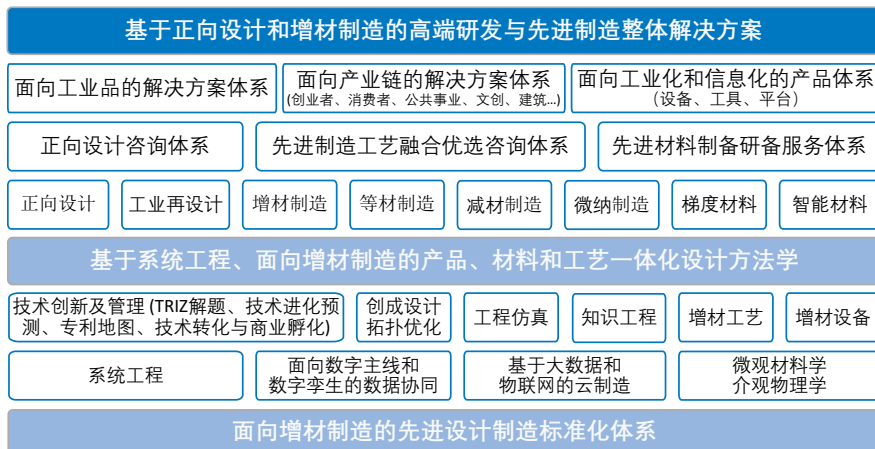 基于正向设计和增材制造的高端研发与先进制造整体解决方案
面向工业品的解决方案体系
面向产业链的解决方案体系
(创业者、消费者、公共事业、文创、建筑...)
面向工业化和信息化的产品体系
(设备、工具、平台)
正向设计咨询体系
先进制造工艺融合优选咨询体系
先进材料制备研备服务体系
正向设计
工业再设计
增材制造
等材制造
减材制造
微纳制造
梯度材料
智能材料
基于系统工程、面向增材制造的产品、材料和工艺一体化设计方法学
技术创新及管理 (TRIZ解题、技术进化预
测、专利地图、技术转化与商业孵化)
创成设计
拓扑优化
工程仿真
知识工程
增材工艺
增材设备
系统工程
面向数字主线和
数字孪生的数据协同
基于大数据和
物联网的云制造
微观材料学
介观物理学
面向增材制造的先进设计制造标准化体系